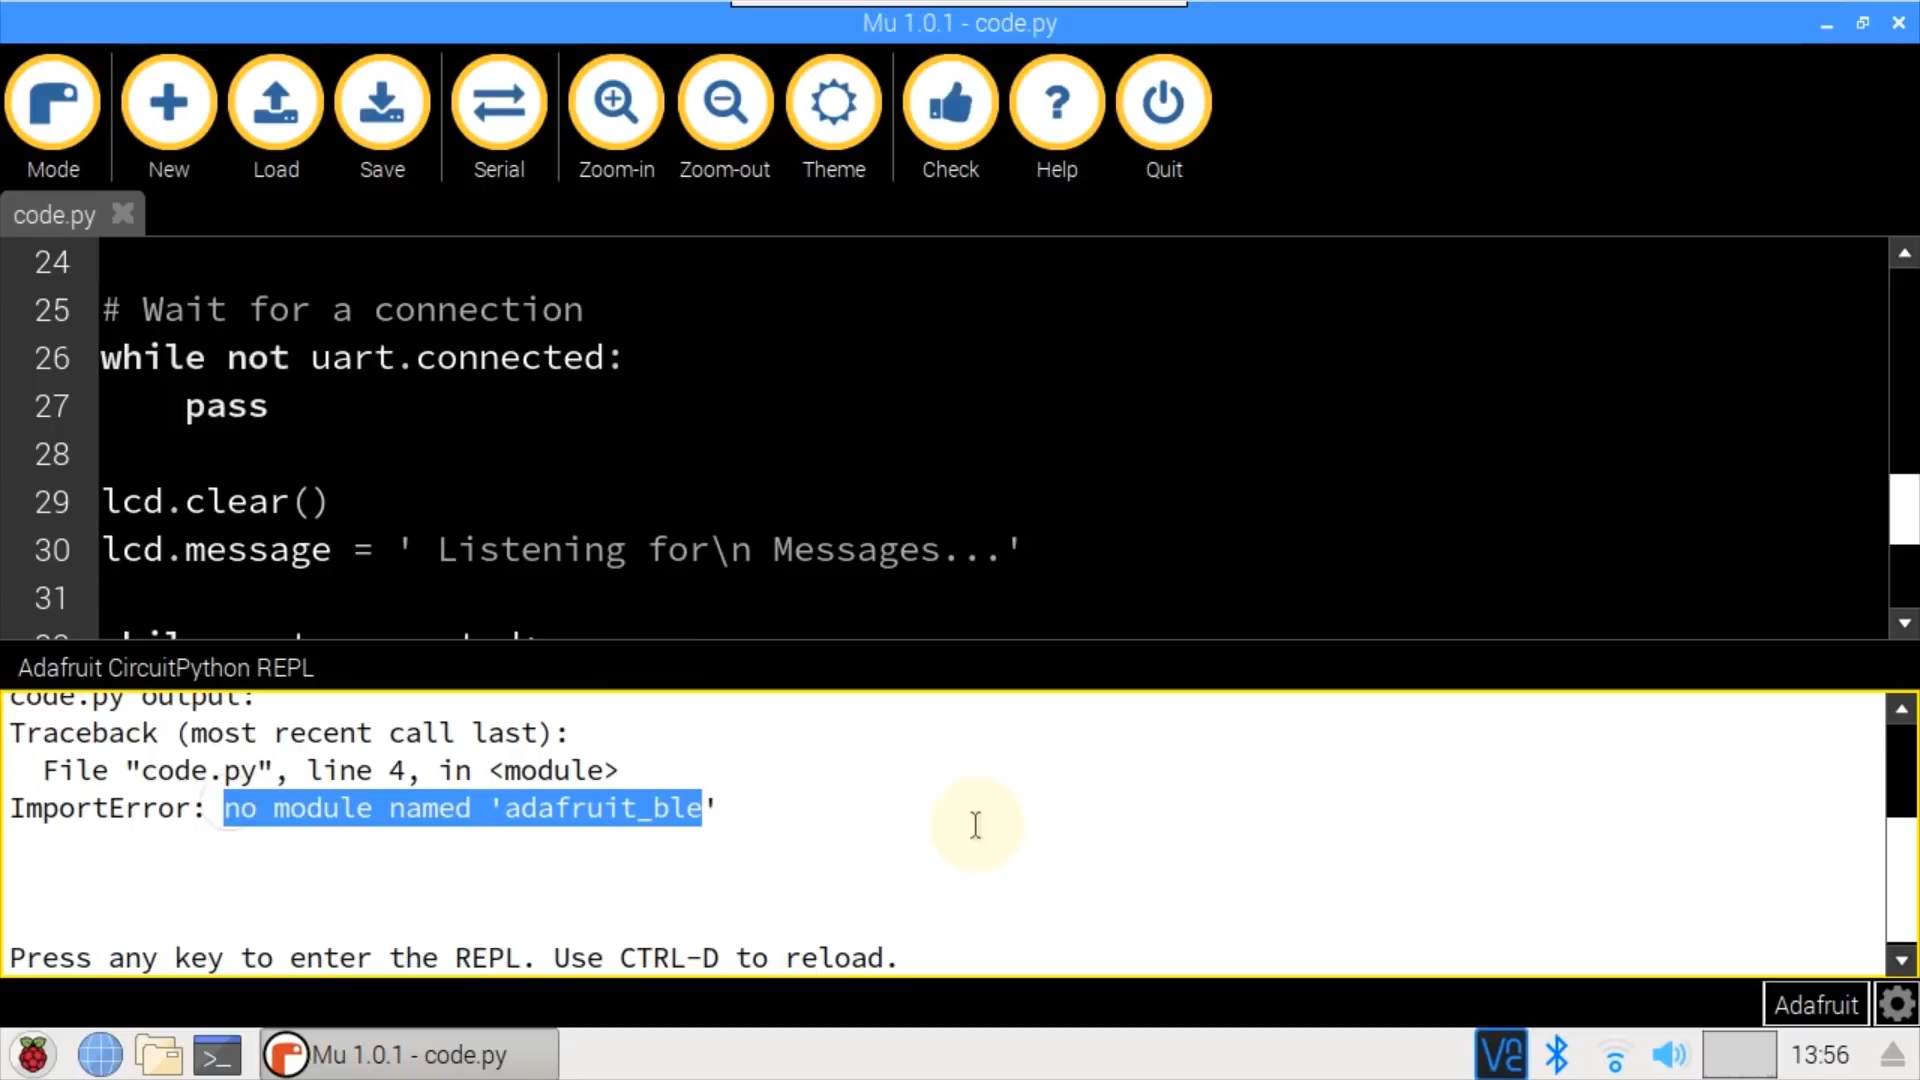 Mu 1.0.1 - code.py
Mode New Load Save Serial Zoom-in Zoom-out Theme Check Help Quit
code.py
24
25 # Wait for a connection
26 while not uart.connected:
27 pass
28
29 lcd.clear()
30 lcd.message = ' Listening for\n Messages...'
31
Adafruit CircuitPython REPL
code.py output:
Traceback (most recent call last):
File "code.py", line 4, in <module>
ImportError: no module named 'adafruit_ble'
Press any key to enter the REPL. Use CTRL-D to reload.
Adafruit
Mu 1.0.1 - code.py 13:56